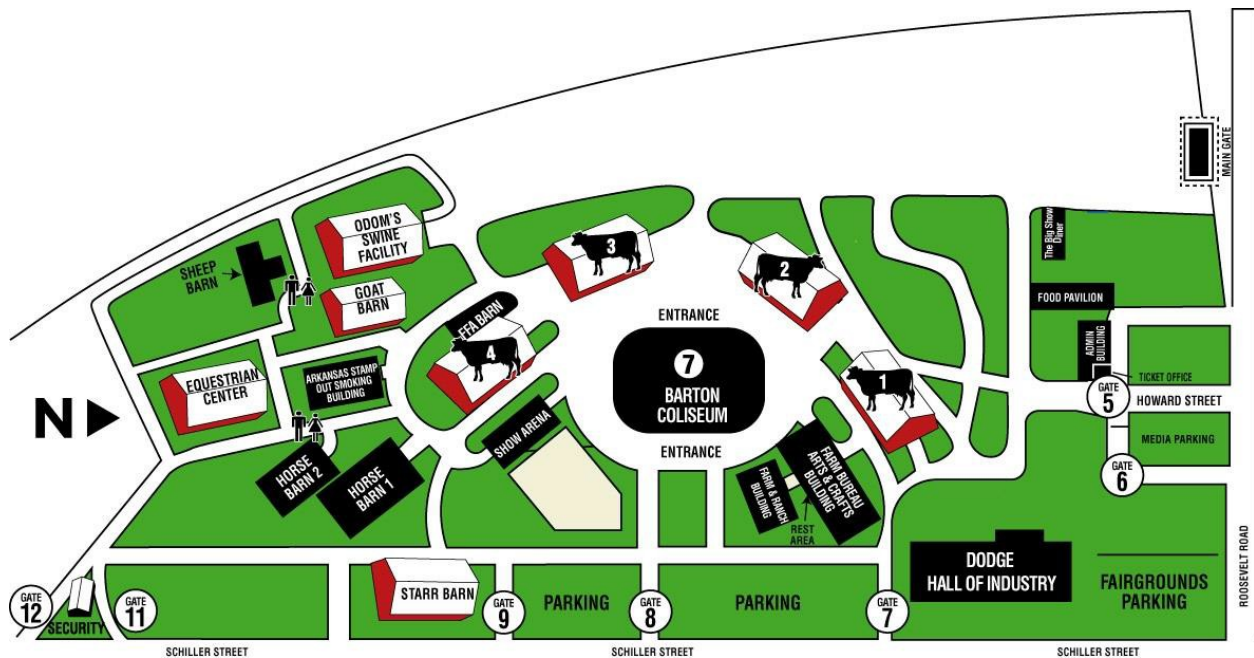 MAIN GATE
ROOSEVELT ROAD
ODOM'S
SWINE
FACILITY
SHEEP
BARN
GOAT
BARN
3
2
The Big Show
Diner
FOOD PAVILION
FFA BARN
4
ENTRANCE
7
BARTON
COLISEUM
ENTRANCE
1
ADMIN
BUILDING
TICKET OFFICE
GATE
5
HOWARD STREET
MEDIA PARKING
GATE
6
N
EQUESTRIAN
CENTER
ARKANSAS STAMP
OUT SMOKING
BUILDING
SHOW ARENA
HORSE
BARN 2
HORSE
BARN 1
FARM & RANCH
BUILDING
FARM BUREAU
ARTS & CRAFTS
BUILDING
REST
AREA
DODGE
HALL OF INDUSTRY
FAIRGROUNDS
PARKING
GATE
12
SECURITY
GATE
11
STARR BARN
GATE
9
PARKING
GATE
8
PARKING
GATE
7
SCHILLER STREET
SCHILLER STREET
SCHILLER STREET